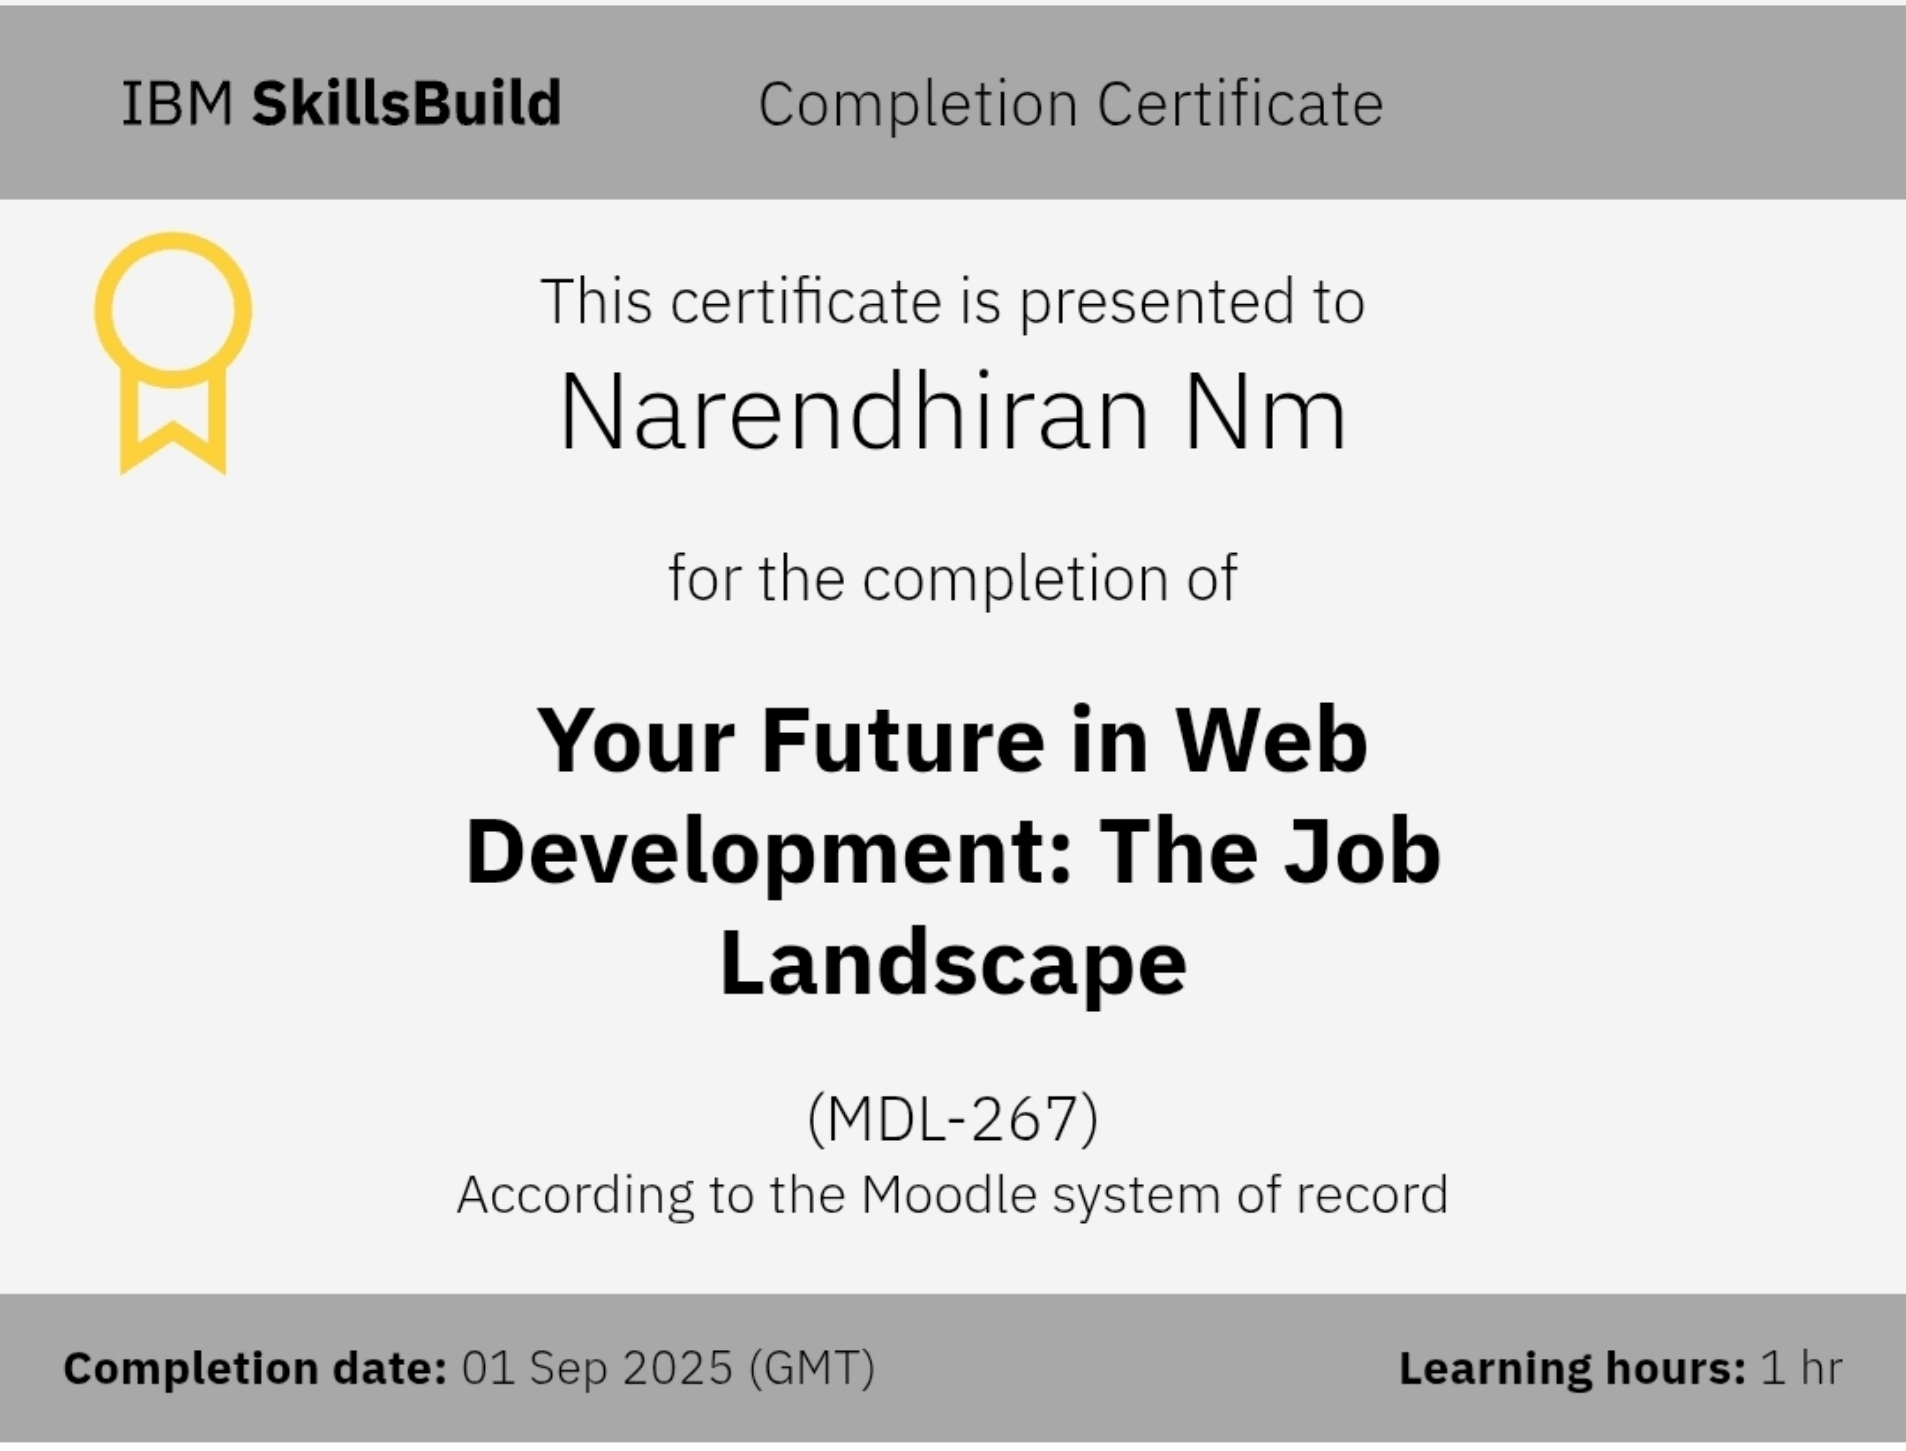 IBM SkillsBuild
Completion Certificate
This certificate is presented to
Narendhiran Nm
for the completion of
Your Future in Web
Development: The Job
Landscape
(MDL-267)
According to the Moodle system of record
Completion date: 01 Sep 2025 (GMT)
Learning hours: 1 hr